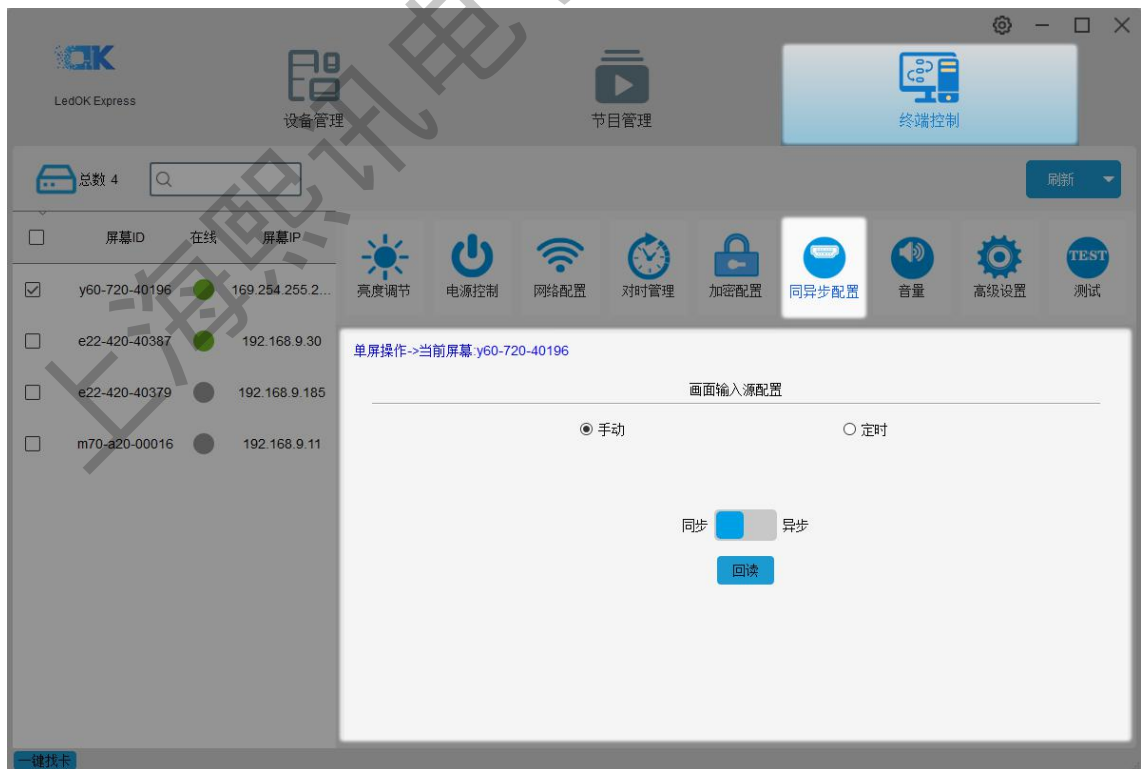 LedOK Express
设备管理
节目管理
终端控制
总数 4
刷新
屏幕ID 在线 屏幕IP
y60-720-40196 169.254.255.2...
e22-420-40387 192.168.9.30
e22-420-40379 192.168.9.185
m70-a20-00016 192.168.9.11
亮度调节 电源控制 网络配置 对时管理 加密配置 同异步配置 音量 高级设置 TEST 测试
单屏操作->当前屏幕:y60-720-40196
画面输入源配置
手动 定时
同步 异步
回读
一键找卡
上海熙讯电